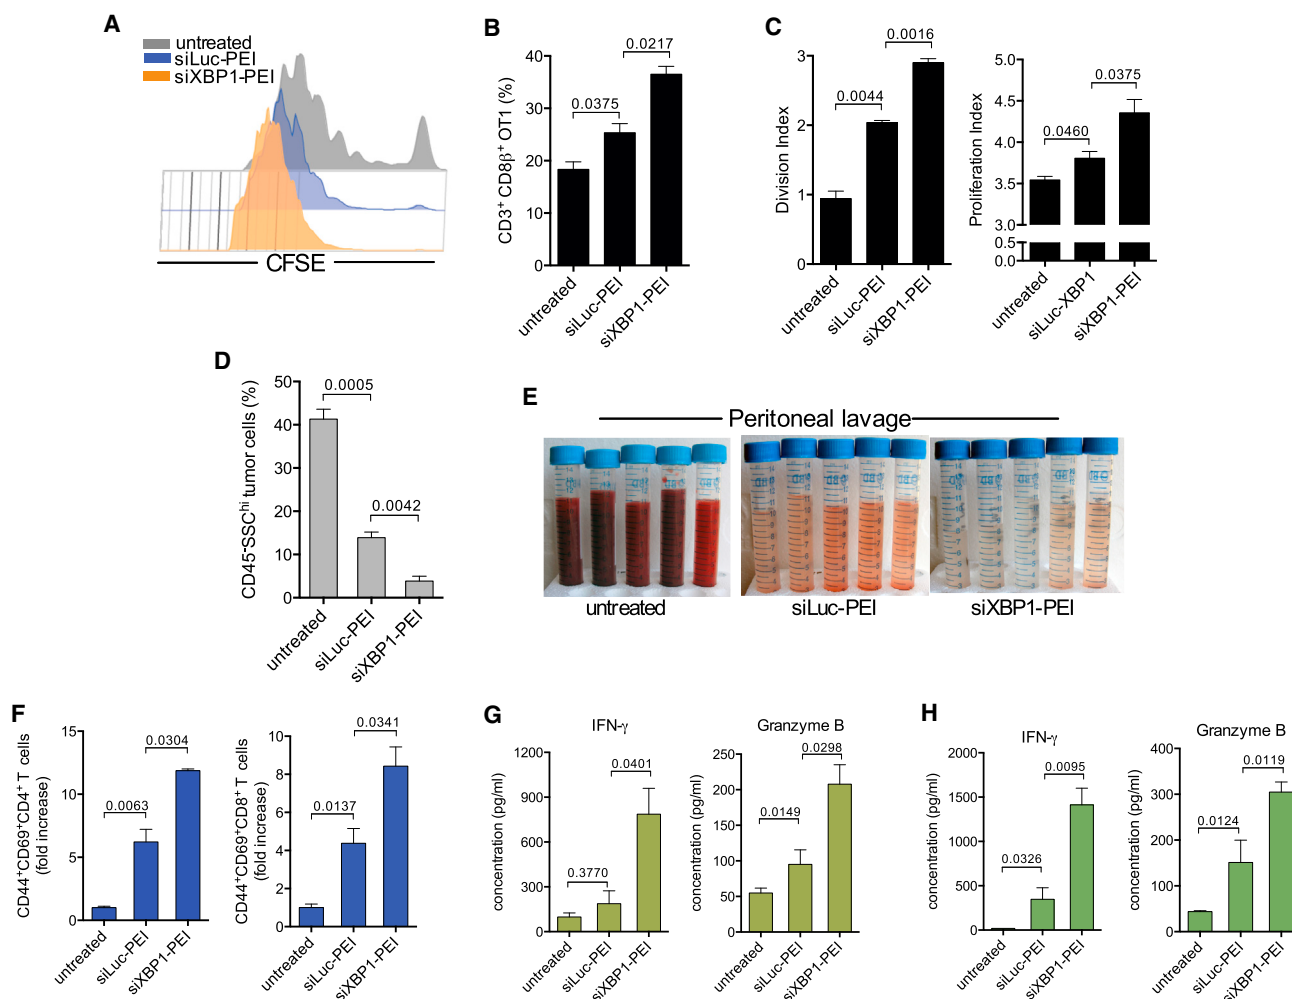 A
untreated
siLuc-PEI
siXBP1-PEI
CFSE
B
CD3+ CD8β+ OT1 (%)
40
30
20
10
0
0.0375
0.0217
untreated
siLuc-PEI
siXBP1-PEI
C
Division Index
3
2
1
0
0.0044
0.0016
untreated
siLuc-PEI
siXBP1-PEI
Proliferation Index
5.0
4.5
4.0
3.5
3.0
0.5
0.0
0.0460
0.0375
untreated
siLuc-XBP1
siXBP1-PEI
D
CD45-SSChi tumor cells (%)
50
40
30
20
10
0
0.0005
0.0042
untreated
siLuc-PEI
siXBP1-PEI
E
Peritoneal lavage
untreated
siLuc-PEI
siXBP1-PEI
F
CD44+CD69+CD4+ T cells
(fold increase)
15
10
5
0
0.0063
0.0304
untreated
siLuc-PEI
siXBP1-PEI
CD44+CD69+CD8+ T cells
(fold increase)
10
8
6
4
2
0
0.0137
0.0341
untreated
siLuc-PEI
siXBP1-PEI
G
IFN-γ
concentration (pg/ml)
1200
900
600
300
0
0.3770
0.0401
untreated
siLuc-PEI
siXBP1-PEI
Granzyme B
concentration (pg/ml)
250
200
150
100
50
0
0.0149
0.0298
untreated
siLuc-PEI
siXBP1-PEI
H
IFN-γ
concentration (pg/ml)
2000
1500
1000
500
0
0.0326
0.0095
untreated
siLuc-PEI
siXBP1-PEI
Granzyme B
concentration (pg/ml)
400
300
200
100
0
0.0124
0.0119
untreated
siLuc-PEI
siXBP1-PEI